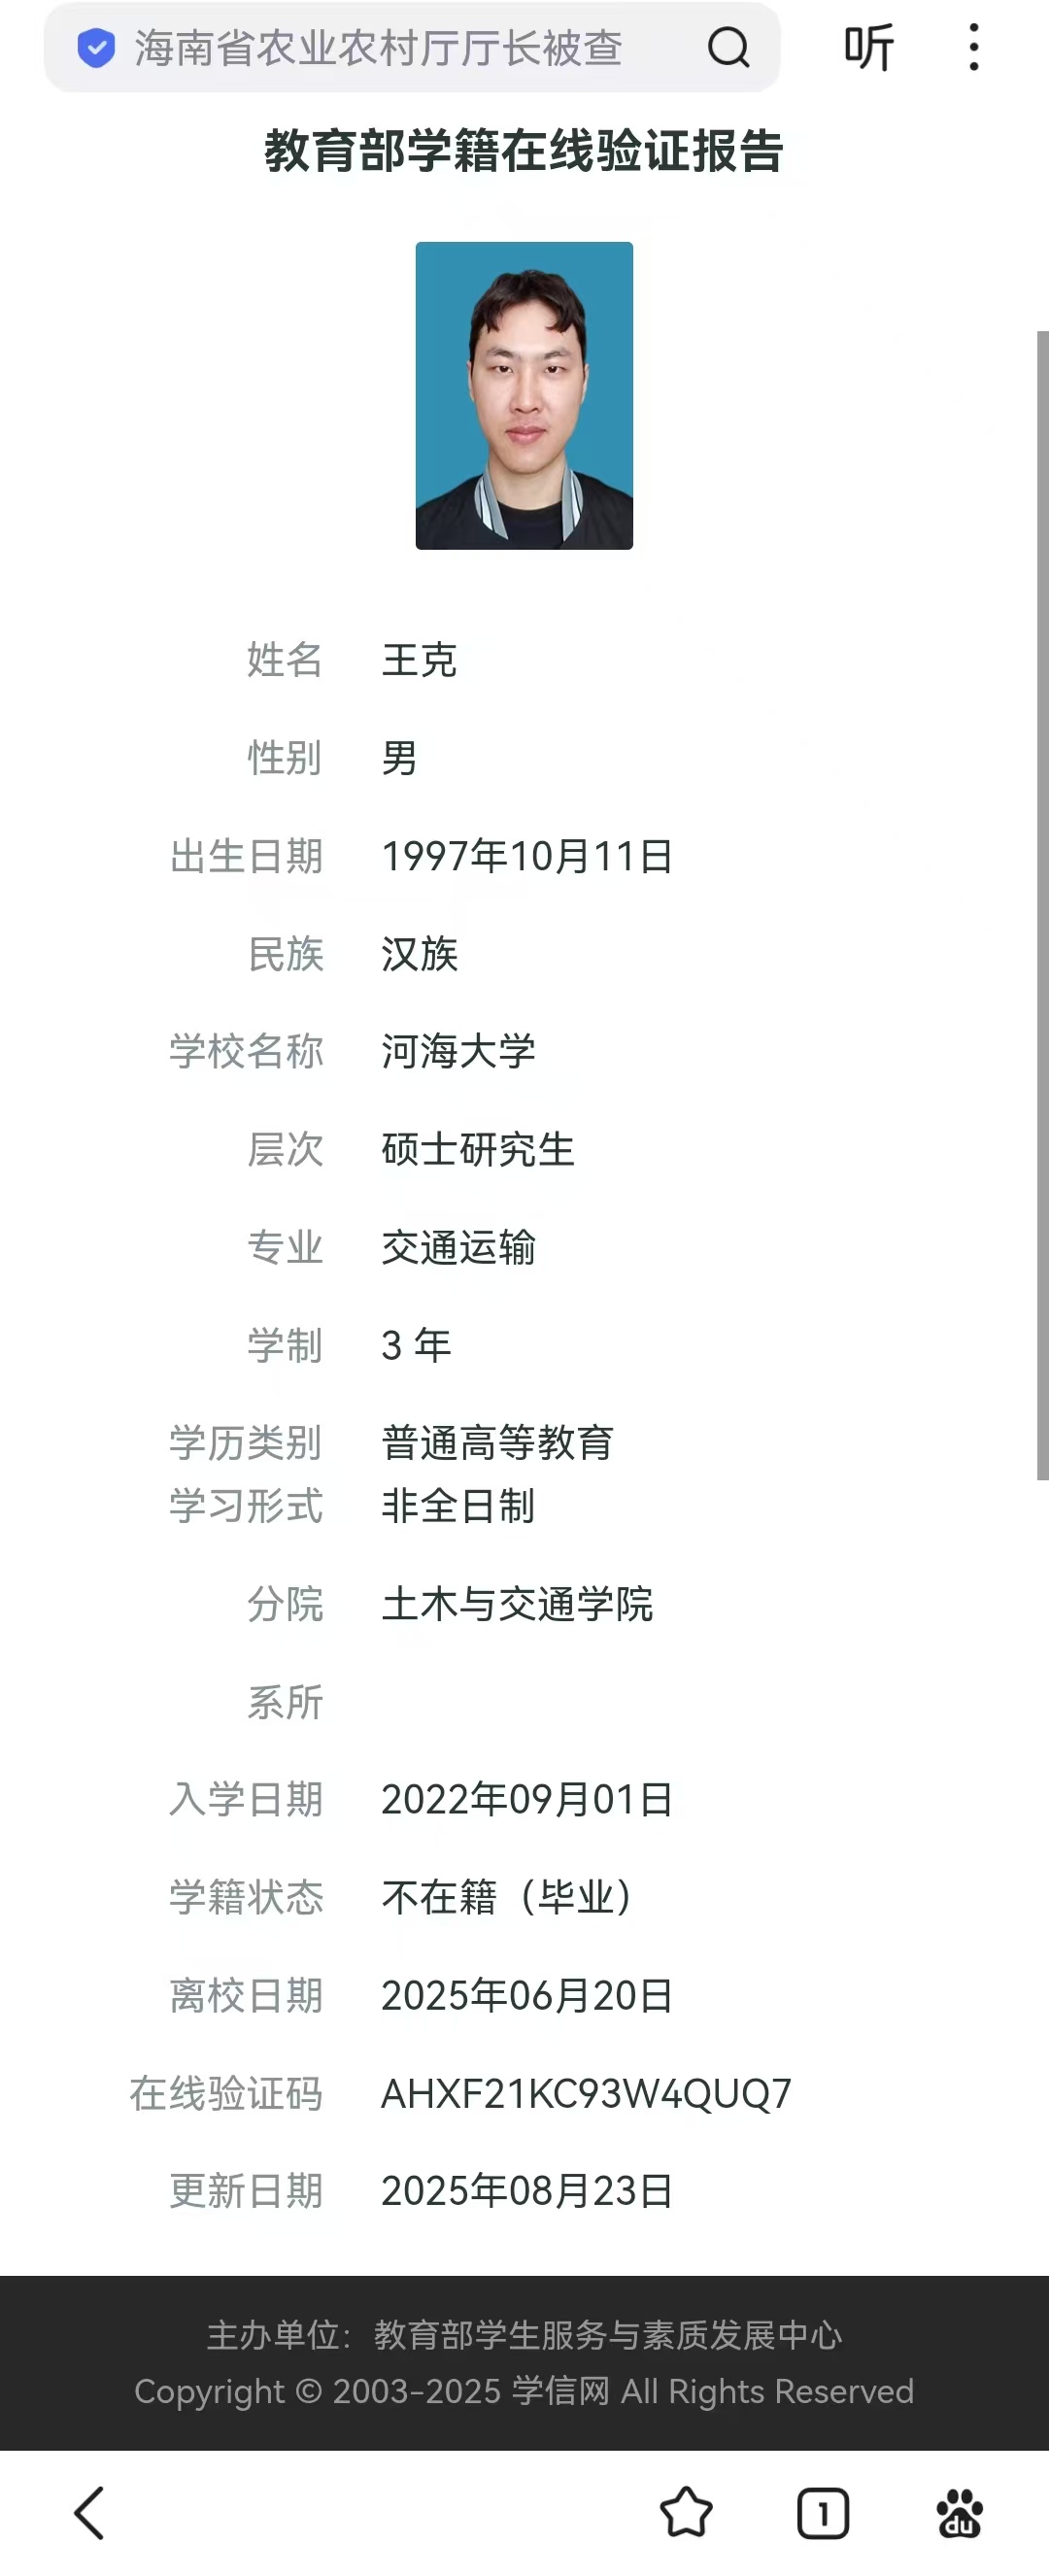 海南省农业农村厅厅长被查 听
教育部学籍在线验证报告
姓名 王克
性别 男
出生日期 1997年10月11日
民族 汉族
学校名称 河海大学
层次 硕士研究生
专业 交通运输
学制 3 年
学历类别 普通高等教育
学习形式 非全日制
分院 土木与交通学院
系所
入学日期 2022年09月01日
学籍状态 不在籍（毕业）
离校日期 2025年06月20日
在线验证码 AHXF21KC93W4QUQ7
更新日期 2025年08月23日
主办单位：教育部学生服务与素质发展中心
Copyright © 2003-2025 学信网 All Rights Reserved
1 du